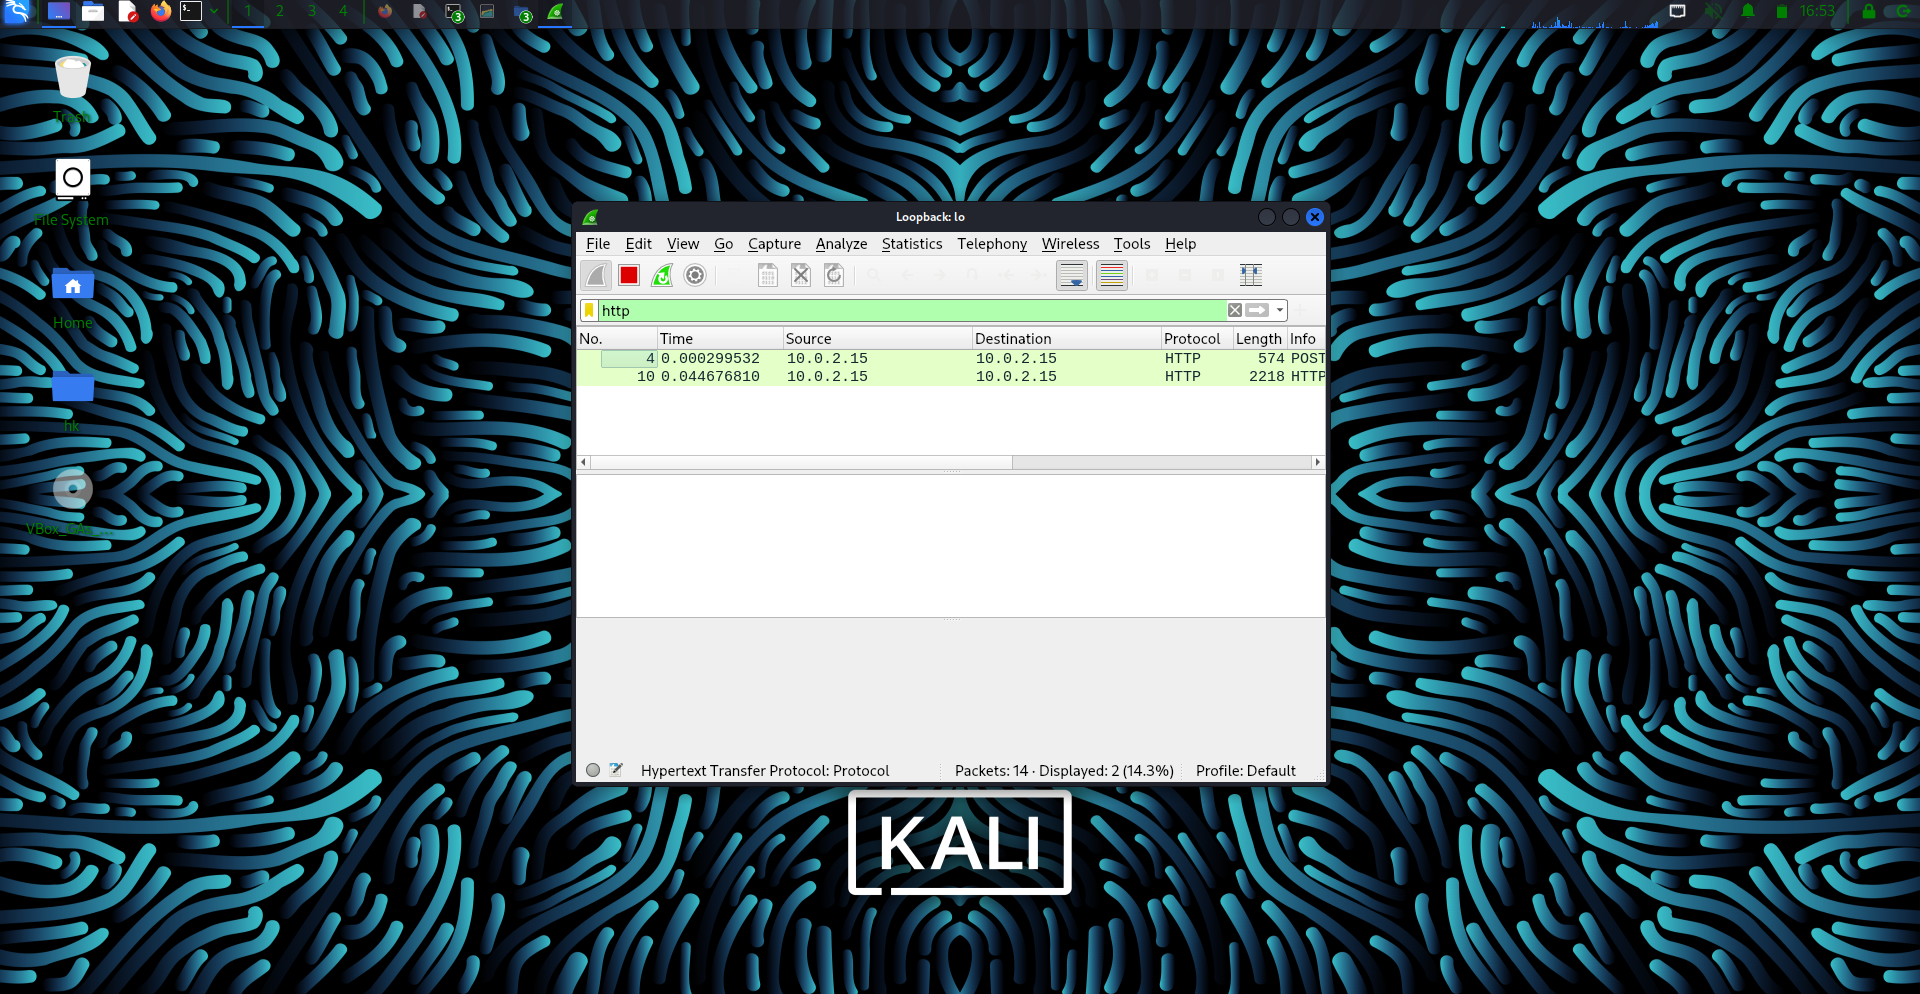 1 2 3 4
3
3
16:53
Trash
File System
Home
hk
Loopback: lo
File Edit View Go Capture Analyze Statistics Telephony Wireless Tools Help
http
No. Time Source Destination Protocol Length Info
4 0.000299532 10.0.2.15 10.0.2.15 HTTP 574 POST
10 0.044676810 10.0.2.15 10.0.2.15 HTTP 2218 HTTP
Hypertext Transfer Protocol: Protocol Packets: 14 · Displayed: 2 (14.3%) Profile: Default
KALI